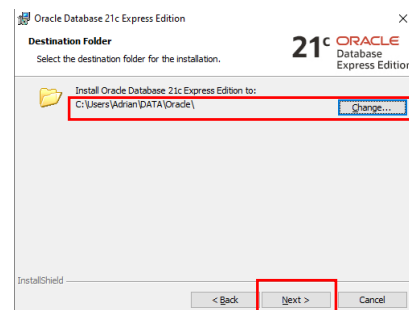 Oracle Database 21c Express Edition
Destination Folder
Select the destination folder for the installation.
21c ORACLE
Database
Express Edition
Install Oracle Database 21c Express Edition to:
C:\Users\Adrian\DATA\Oracle\
Change...
InstallShield
< Back
Next >
Cancel